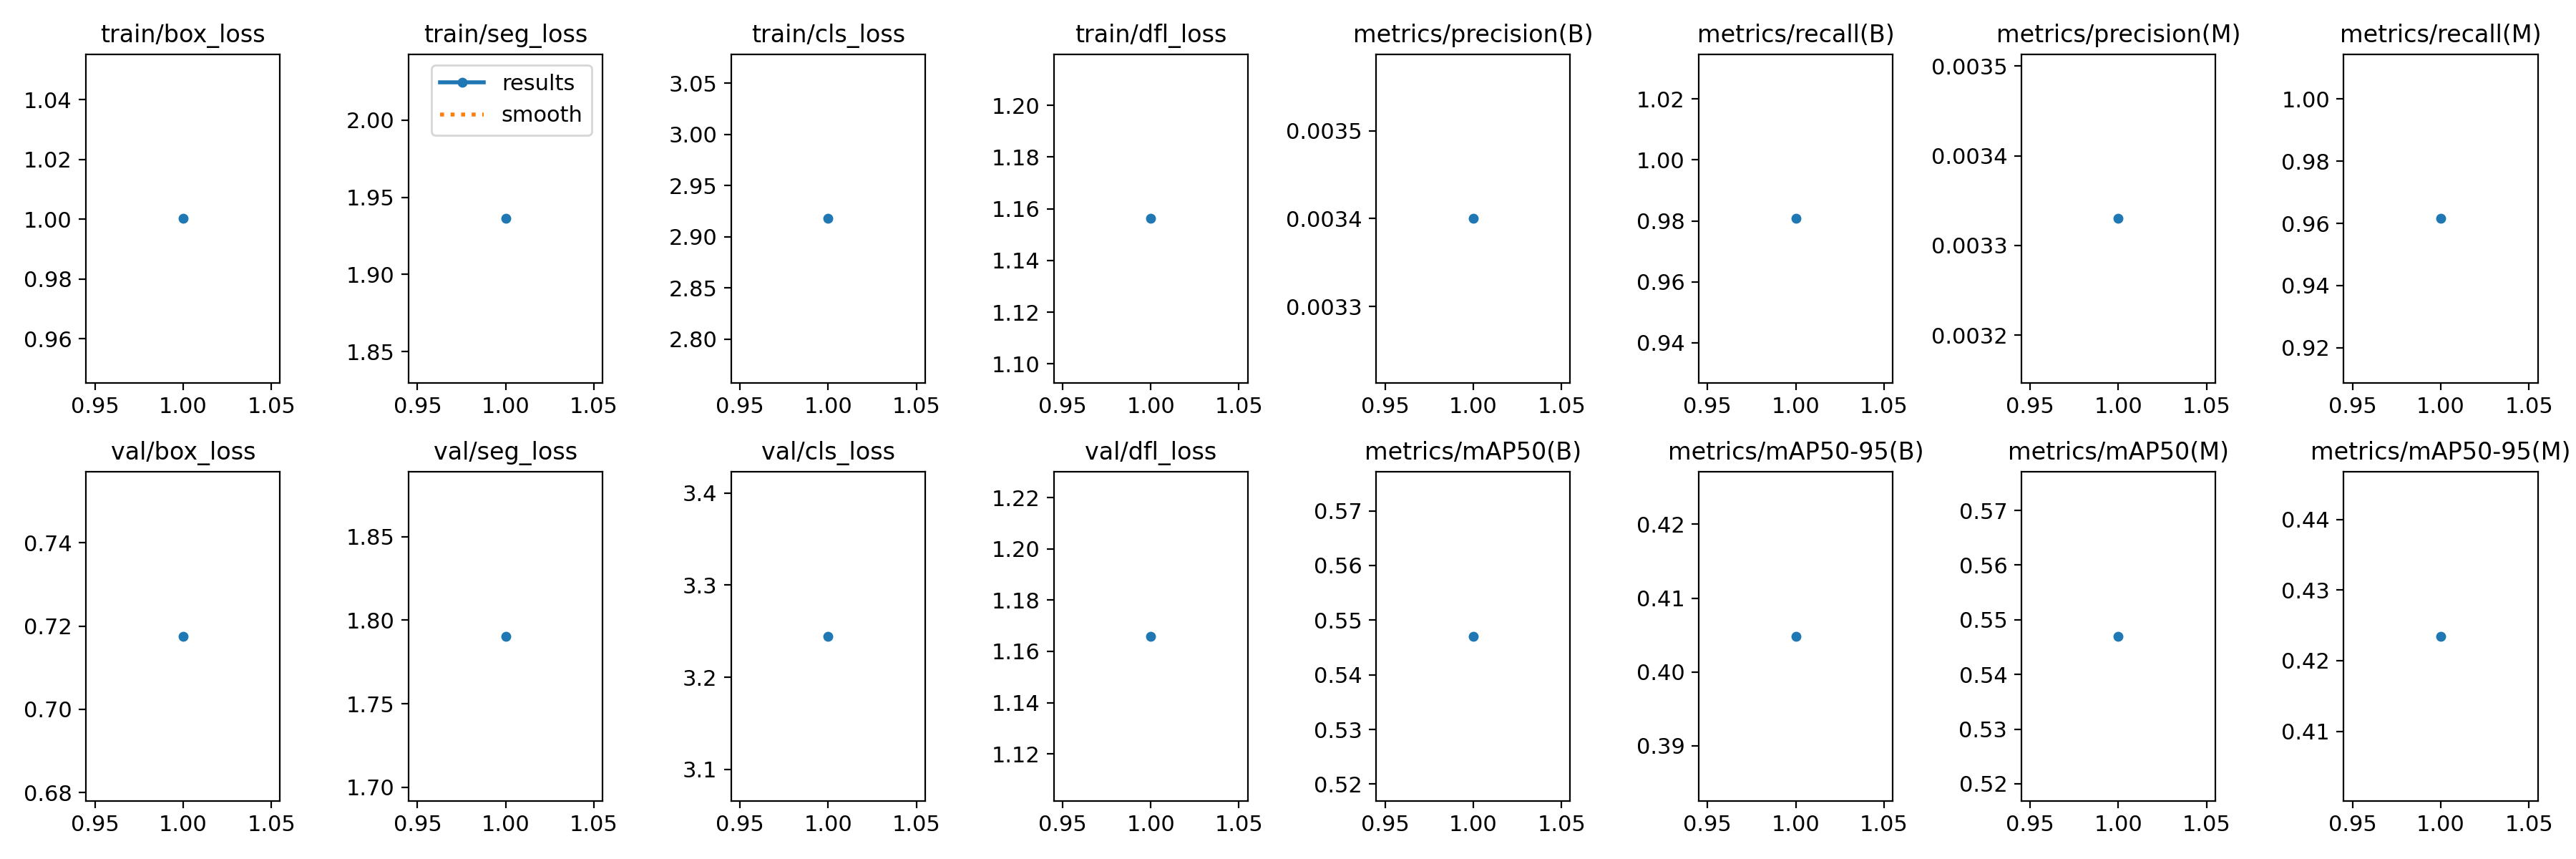 train/box_loss
1.04
1.02
1.00
0.98
0.96
0.95 1.00 1.05
train/seg_loss
results
smooth
2.00
1.95
1.90
1.85
0.95 1.00 1.05
train/cls_loss
3.05
3.00
2.95
2.90
2.85
2.80
0.95 1.00 1.05
train/dfl_loss
1.20
1.18
1.16
1.14
1.12
1.10
0.95 1.00 1.05
metrics/precision(B)
0.0035
0.0034
0.0033
0.95 1.00 1.05
metrics/recall(B)
1.02
1.00
0.98
0.96
0.94
0.95 1.00 1.05
metrics/precision(M)
0.0035
0.0034
0.0033
0.0032
0.95 1.00 1.05
metrics/recall(M)
1.00
0.98
0.96
0.94
0.92
0.95 1.00 1.05
val/box_loss
0.74
0.72
0.70
0.68
0.95 1.00 1.05
val/seg_loss
1.85
1.80
1.75
1.70
0.95 1.00 1.05
val/cls_loss
3.4
3.3
3.2
3.1
0.95 1.00 1.05
val/dfl_loss
1.22
1.20
1.18
1.16
1.14
1.12
0.95 1.00 1.05
metrics/mAP50(B)
0.57
0.56
0.55
0.54
0.53
0.52
0.95 1.00 1.05
metrics/mAP50-95(B)
0.42
0.41
0.40
0.39
0.95 1.00 1.05
metrics/mAP50(M)
0.57
0.56
0.55
0.54
0.53
0.52
0.95 1.00 1.05
metrics/mAP50-95(M)
0.44
0.43
0.42
0.41
0.95 1.00 1.05